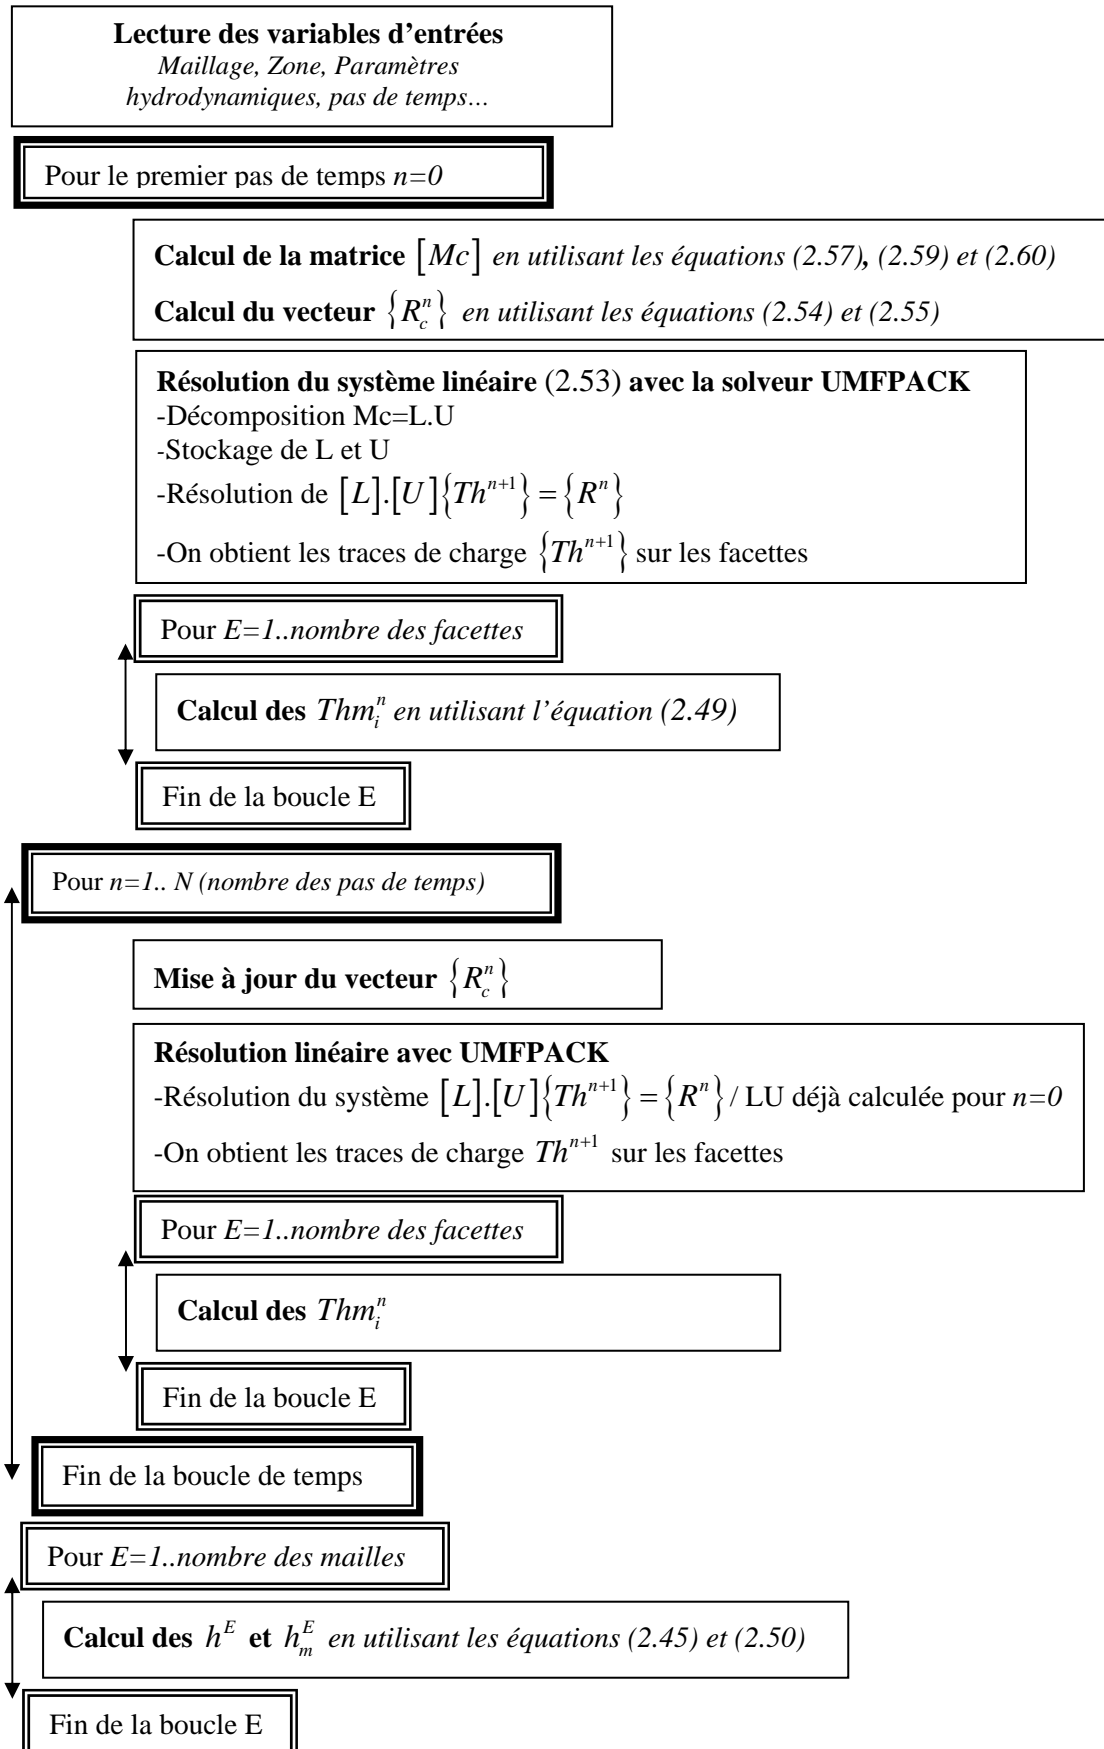 Lecture des variables d’entrées
Maillage, Zone, Paramètres
hydrodynamiques, pas de temps…
Pour le premier pas de temps n=0
Calcul de la matrice [Mc] en utilisant les équations (2.57), (2.59) et (2.60)
Calcul du vecteur {R_c^n} en utilisant les équations (2.54) et (2.55)
Résolution du système linéaire (2.53) avec la solveur UMFPACK
-Décomposition Mc=L.U
-Stockage de L et U
-Résolution de [L].[U]{Th^{n+1}} = {R^n}
-On obtient les traces de charge {Th^{n+1}} sur les facettes
Pour E=1..nombre des facettes
Calcul des Thm_i^n en utilisant l’équation (2.49)
Fin de la boucle E
Pour n=1.. N (nombre des pas de temps)
Mise à jour du vecteur {R_c^n}
Résolution linéaire avec UMFPACK
-Résolution du système [L].[U]{Th^{n+1}} = {R^n} / LU déjà calculée pour n=0
-On obtient les traces de charge Th^{n+1} sur les facettes
Pour E=1..nombre des facettes
Calcul des Thm_i^n
Fin de la boucle E
Fin de la boucle de temps
Pour E=1..nombre des mailles
Calcul des h^E et h_m^E en utilisant les équations (2.45) et (2.50)
Fin de la boucle E